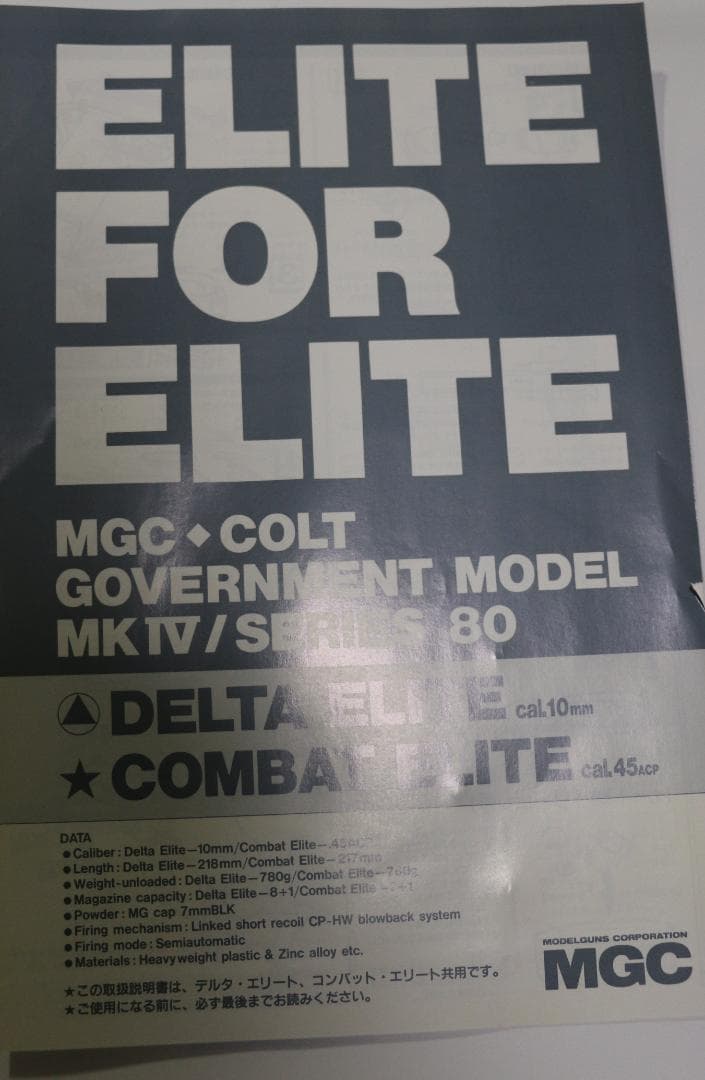 ELITE
FOR
ELITE
MGC◆COLT
GOVERNMENT MODEL
MKⅣ/SERIES 80
DELTA ELITE cal.10mm
★COMBAT ELITE cal.45ACP
DATA
●Caliber:Delta Elite—10mm/Combat Elite—.45ACP
●Length:Delta Elite—218mm/Combat Elite—217mm
●Weight-unloaded:Delta Elite—780g/Combat Elite—
●Magazine capacity:Delta Elite—8+1/Combat Elite
●Powder:MG cap 7mmBLK
●Firing mechanism:Linked short recoil CP-HW blowback system
●Firing mode:Semiautomatic
●Materials:Heavyweight plastic & Zinc alloy etc.
★この取扱説明書は、デルタ・エリート、コンバット・エリート共用です。
★ご使用になる前に、必ず最後までお読みください。
MODELGUNS CORPORATION
MGC